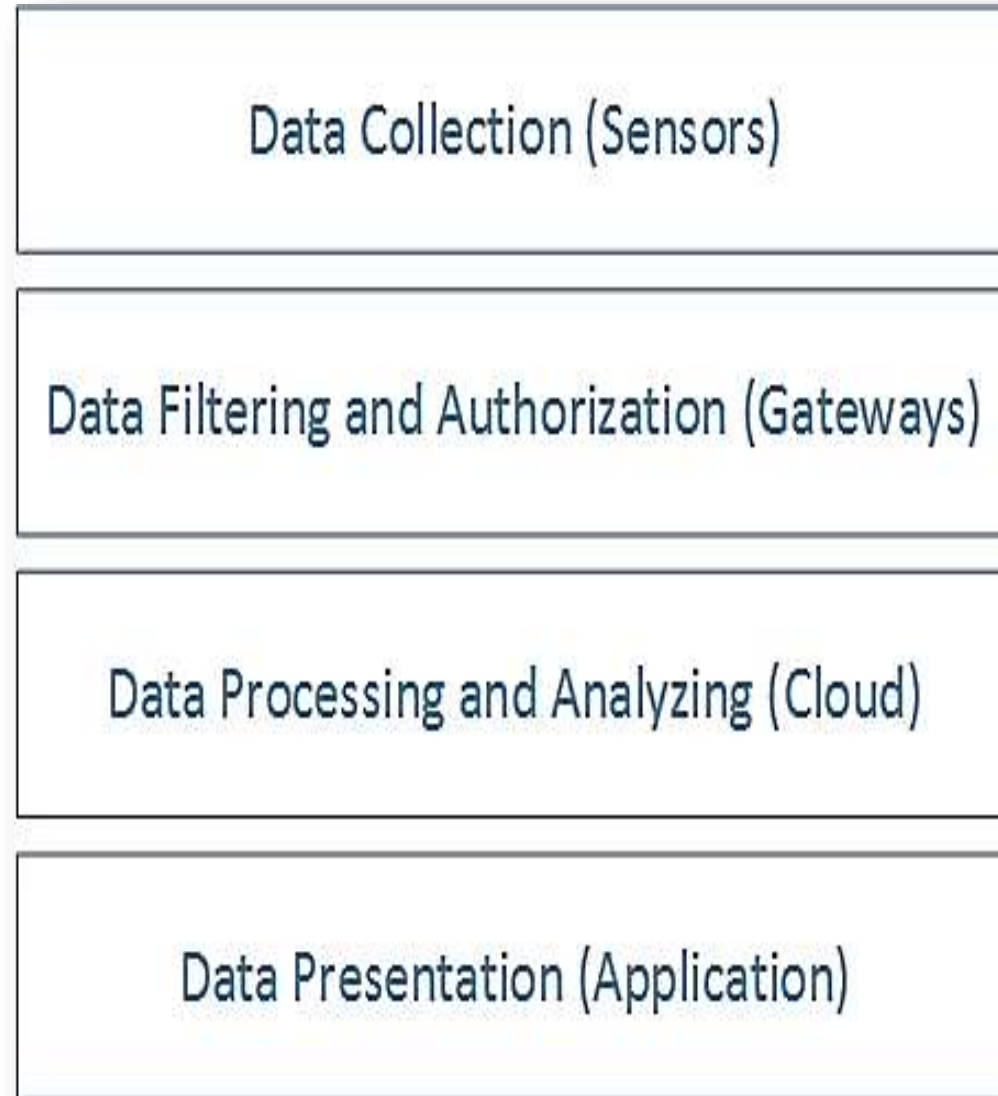 Data Collection (Sensors)
Data Filtering and Authorization (Gateways)
Data Processing and Analyzing (Cloud)
Data Presentation (Application)